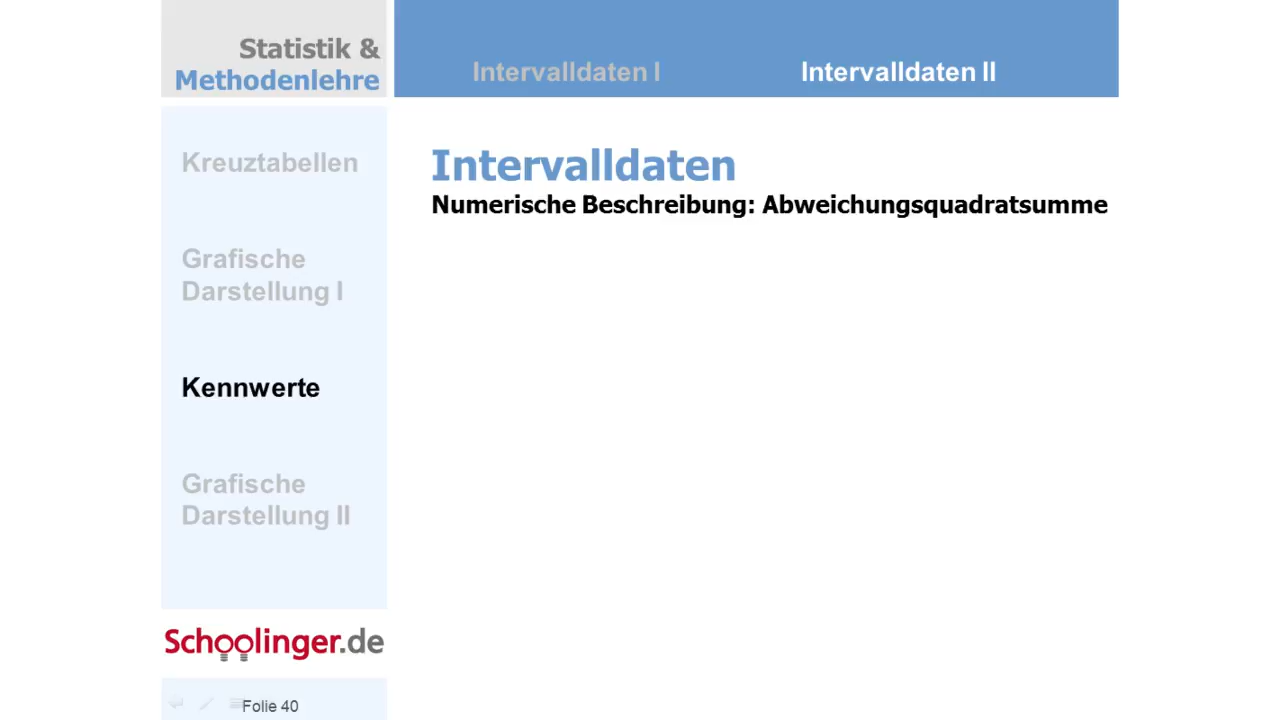 Statistik &
Methodenlehre
Intervalldaten I
Intervalldaten II
Kreuztabellen
Grafische
Darstellung I
Kennwerte
Grafische
Darstellung II
Intervalldaten
Numerische Beschreibung: Abweichungsquadratsumme
Schoolinger.de
Folie 40